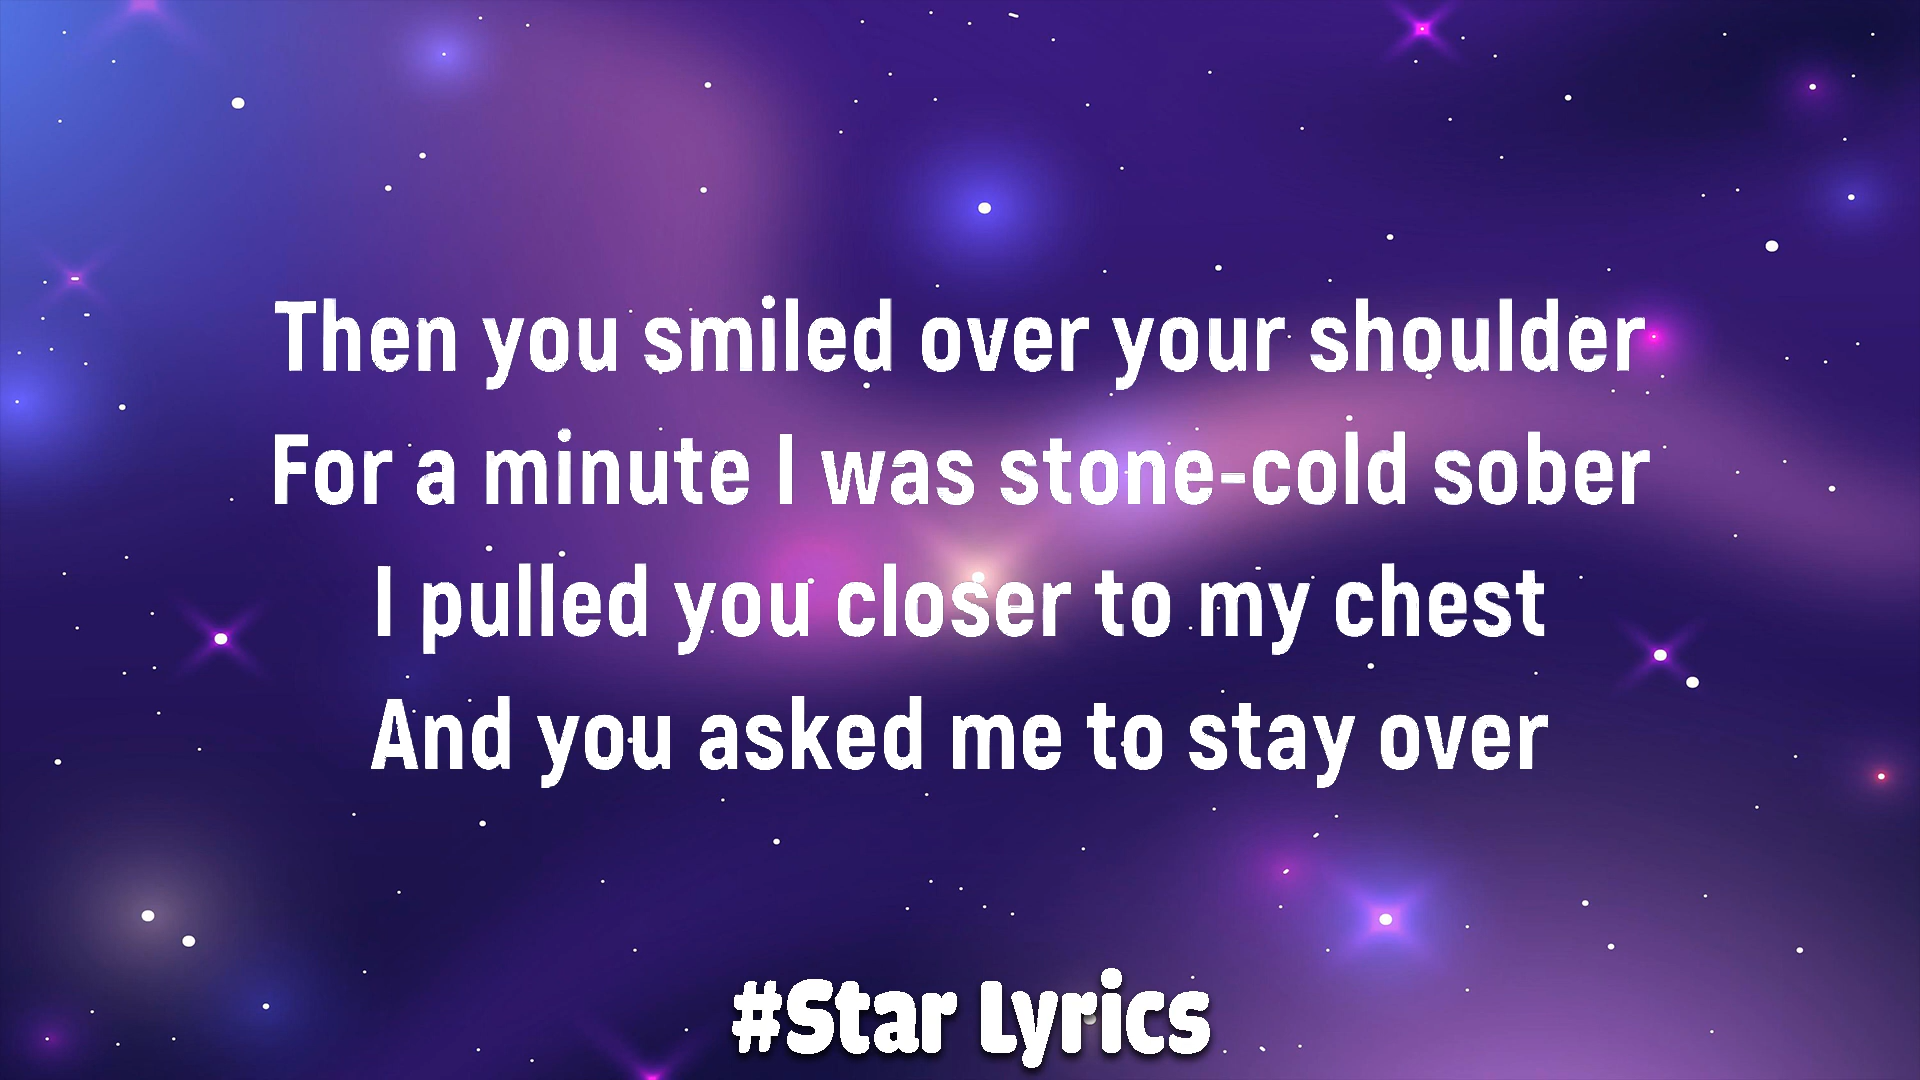 Then you smiled over your shoulder
For a minute I was stone-cold sober
I pulled you closer to my chest
And you asked me to stay over
#Star Lyrics